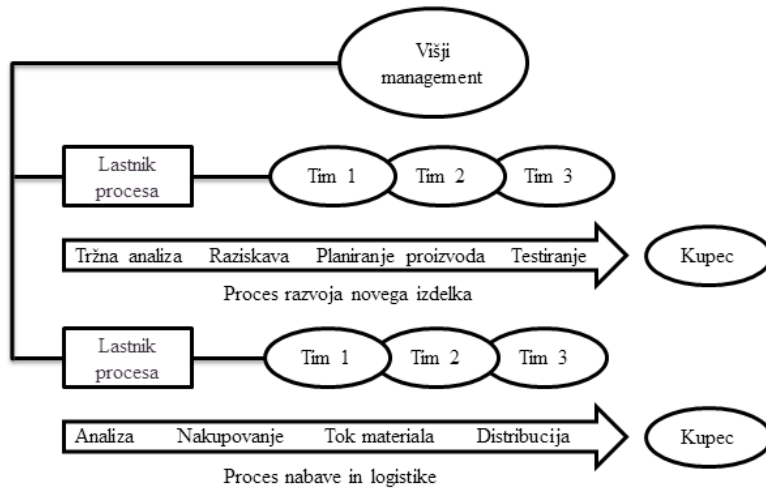 Višji
management
Lastnik
procesa
Tim 1
Tim 2
Tim 3
Tržna analiza Raziskava Planiranje proizvoda Testiranje
Kupec
Proces razvoja novega izdelka
Lastnik
procesa
Tim 1
Tim 2
Tim 3
Analiza Nakupovanje Tok materiala Distribucija
Kupec
Proces nabave in logistike